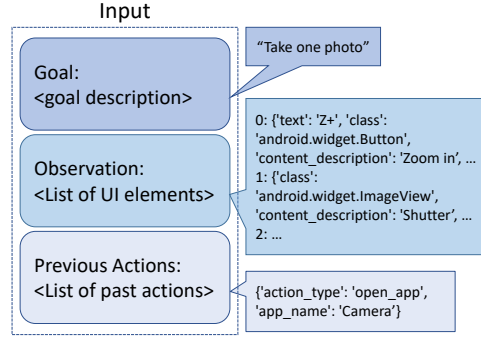 Input
Goal:
<goal description>
“Take one photo”
Observation:
<List of UI elements>
0: {'text': 'Z+', 'class':
'android.widget.Button',
'content_description': 'Zoom in’, …
1: {'class':
'android.widget.ImageView',
'content_description': 'Shutter’, …
2: …
Previous Actions:
<List of past actions>
{'action_type': 'open_app',
'app_name': 'Camera’}